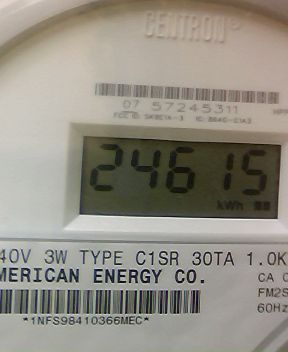 CENTRON®
07 57245311
24615
kWh
40V 3W TYPE C1SR 30TA 1.0K
MERICAN ENERGY CO.
CA
FM2S
60Hz
*1NFS98410366MEC*